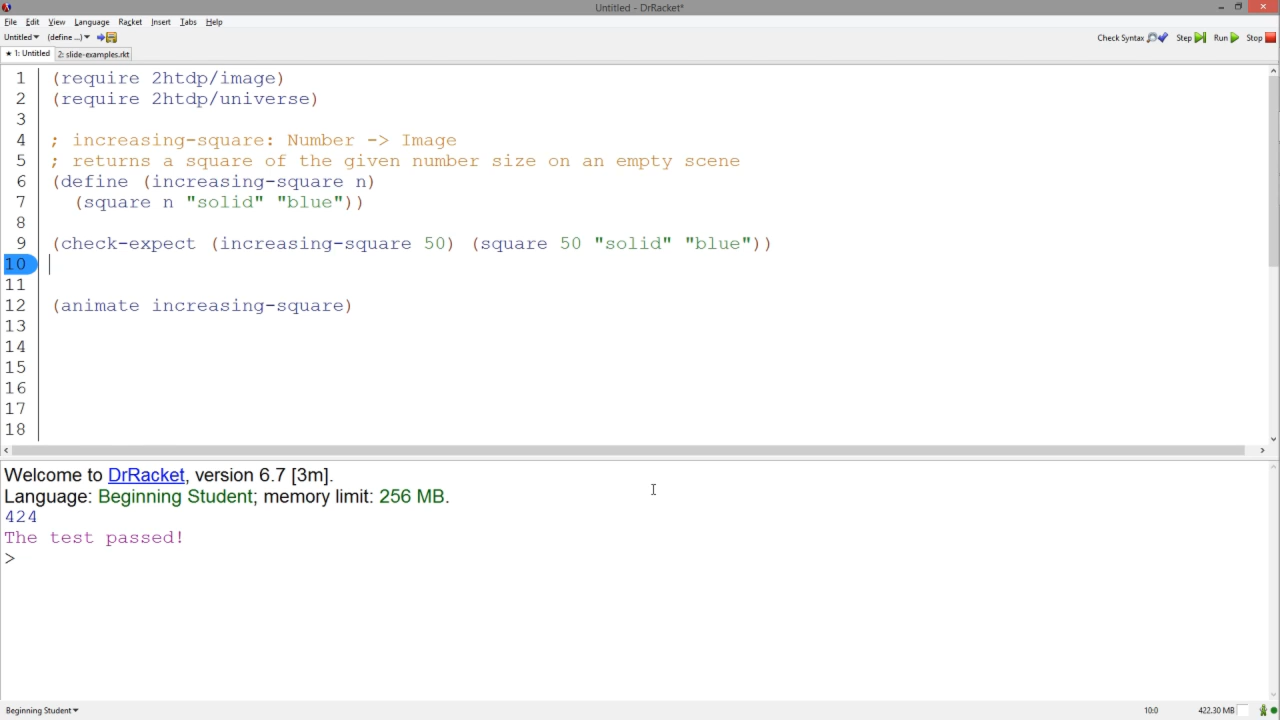 Untitled - DrRacket*
File Edit View Language Racket Insert Tabs Help
Untitled (define ...) Check Syntax Step Run Stop
★ 1: Untitled 2: slide-examples.rkt
1 (require 2htdp/image)
2 (require 2htdp/universe)
3
4 ; increasing-square: Number -> Image
5 ; returns a square of the given number size on an empty scene
6 (define (increasing-square n)
7 (square n "solid" "blue"))
8
9 (check-expect (increasing-square 50) (square 50 "solid" "blue"))
10
11
12 (animate increasing-square)
13
14
15
16
17
18
Welcome to DrRacket, version 6.7 [3m].
Language: Beginning Student; memory limit: 256 MB.
424
The test passed!
>
Beginning Student 10:0 422.30 MB